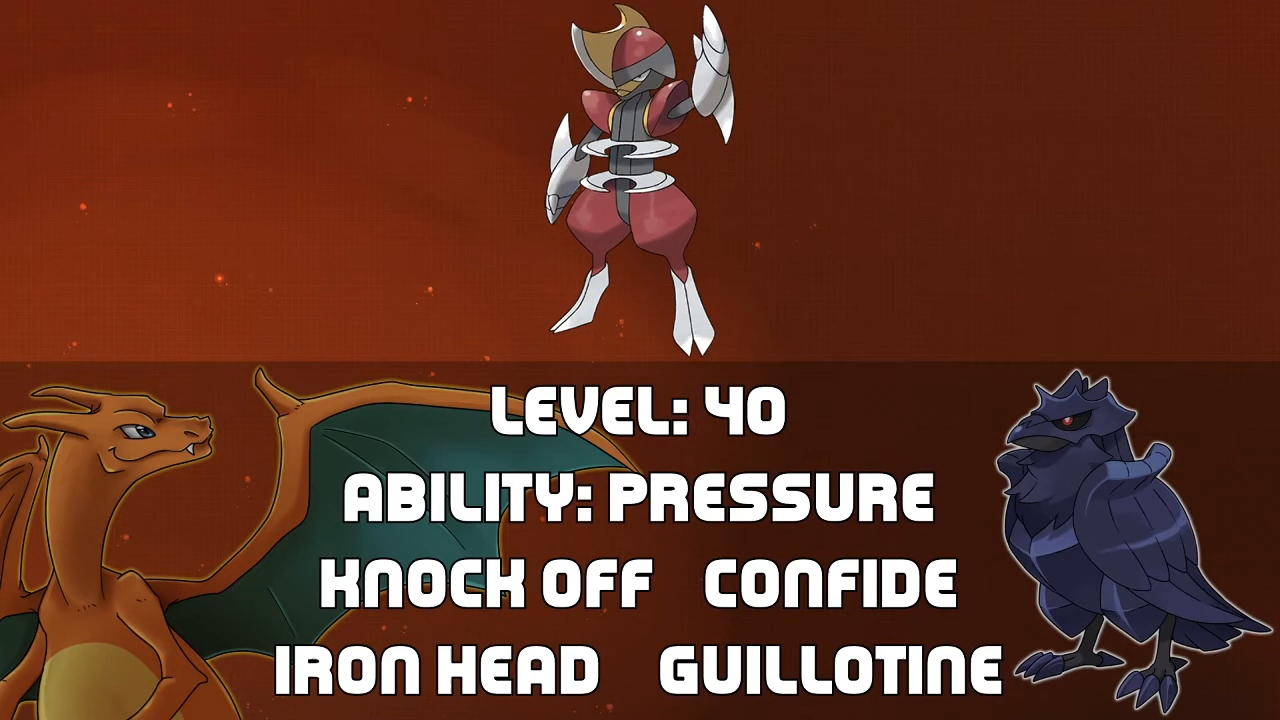 LEVEL: 40
ABILITY: PRESSURE
KNOCK OFF CONFIDE
IRON HEAD GUILLOTINE